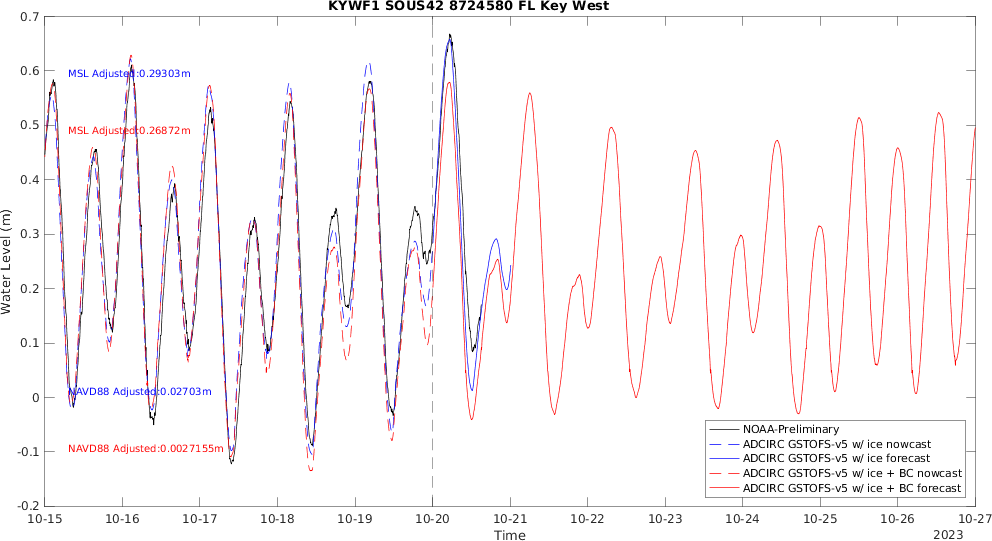 KYWF1 SOUS42 8724580 FL Key West
Water Level (m)
0.7
0.6
0.5
0.4
0.3
0.2
0.1
0
-0.1
-0.2
MSL Adjusted:0.29303m
MSL Adjusted:0.26872m
NAVD88 Adjusted:0.02703m
NAVD88 Adjusted:0.0027155m
NOAA-Preliminary
ADCIRC GSTOFS-v5 w/ ice nowcast
ADCIRC GSTOFS-v5 w/ ice forecast
ADCIRC GSTOFS-v5 w/ ice + BC nowcast
ADCIRC GSTOFS-v5 w/ ice + BC forecast
10-15 10-16 10-17 10-18 10-19 10-20 10-21 10-22 10-23 10-24 10-25 10-26 10-27
Time
2023